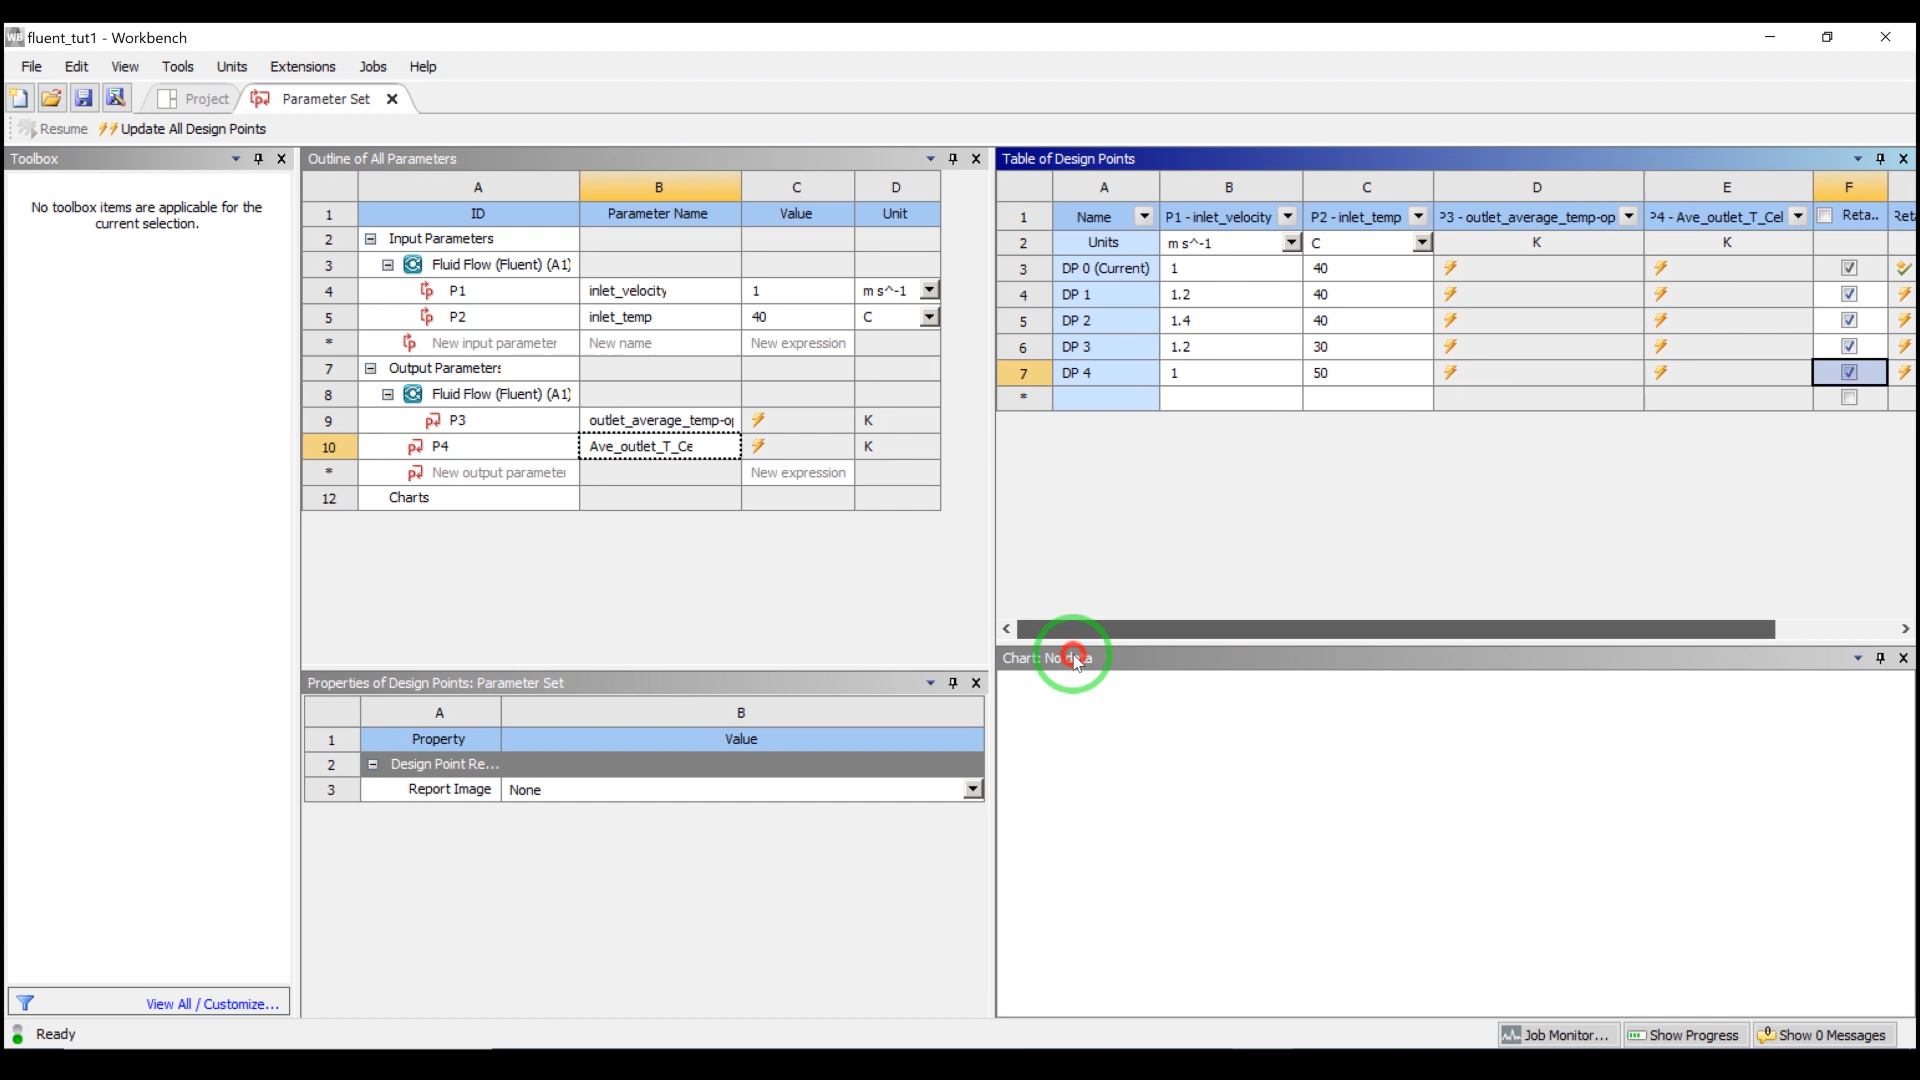 WB fluent_tut1 - Workbench
File Edit View Tools Units Extensions Jobs Help
Project Parameter Set
Resume Update All Design Points
Toolbox
No toolbox items are applicable for the
current selection.
View All / Customize...
Outline of All Parameters
A B C D
1 ID Parameter Name Value Unit
2 Input Parameters
3 Fluid Flow (Fluent) (A1)
4 P1 inlet_velocity 1 m s^-1
5 P2 inlet_temp 40 C
* New input parameter New name New expression
7 Output Parameters
8 Fluid Flow (Fluent) (A1)
9 P3 outlet_average_temp-o K
10 P4 Ave_outlet_T_Ce K
* New output parameter New expression
12 Charts
Properties of Design Points: Parameter Set
A B
1 Property Value
2 Design Point Re...
3 Report Image None
Table of Design Points
A B C D E F
1 Name P1 - inlet_velocity P2 - inlet_temp P3 - outlet_average_temp-op P4 - Ave_outlet_T_Cel Reta.. Ret
2 Units m s^-1 C K K
3 DP 0 (Current) 1 40
4 DP 1 1.2 40
5 DP 2 1.4 40
6 DP 3 1.2 30
7 DP 4 1 50
*
Chart: No data
Ready
Job Monitor... Show Progress 0 Show 0 Messages